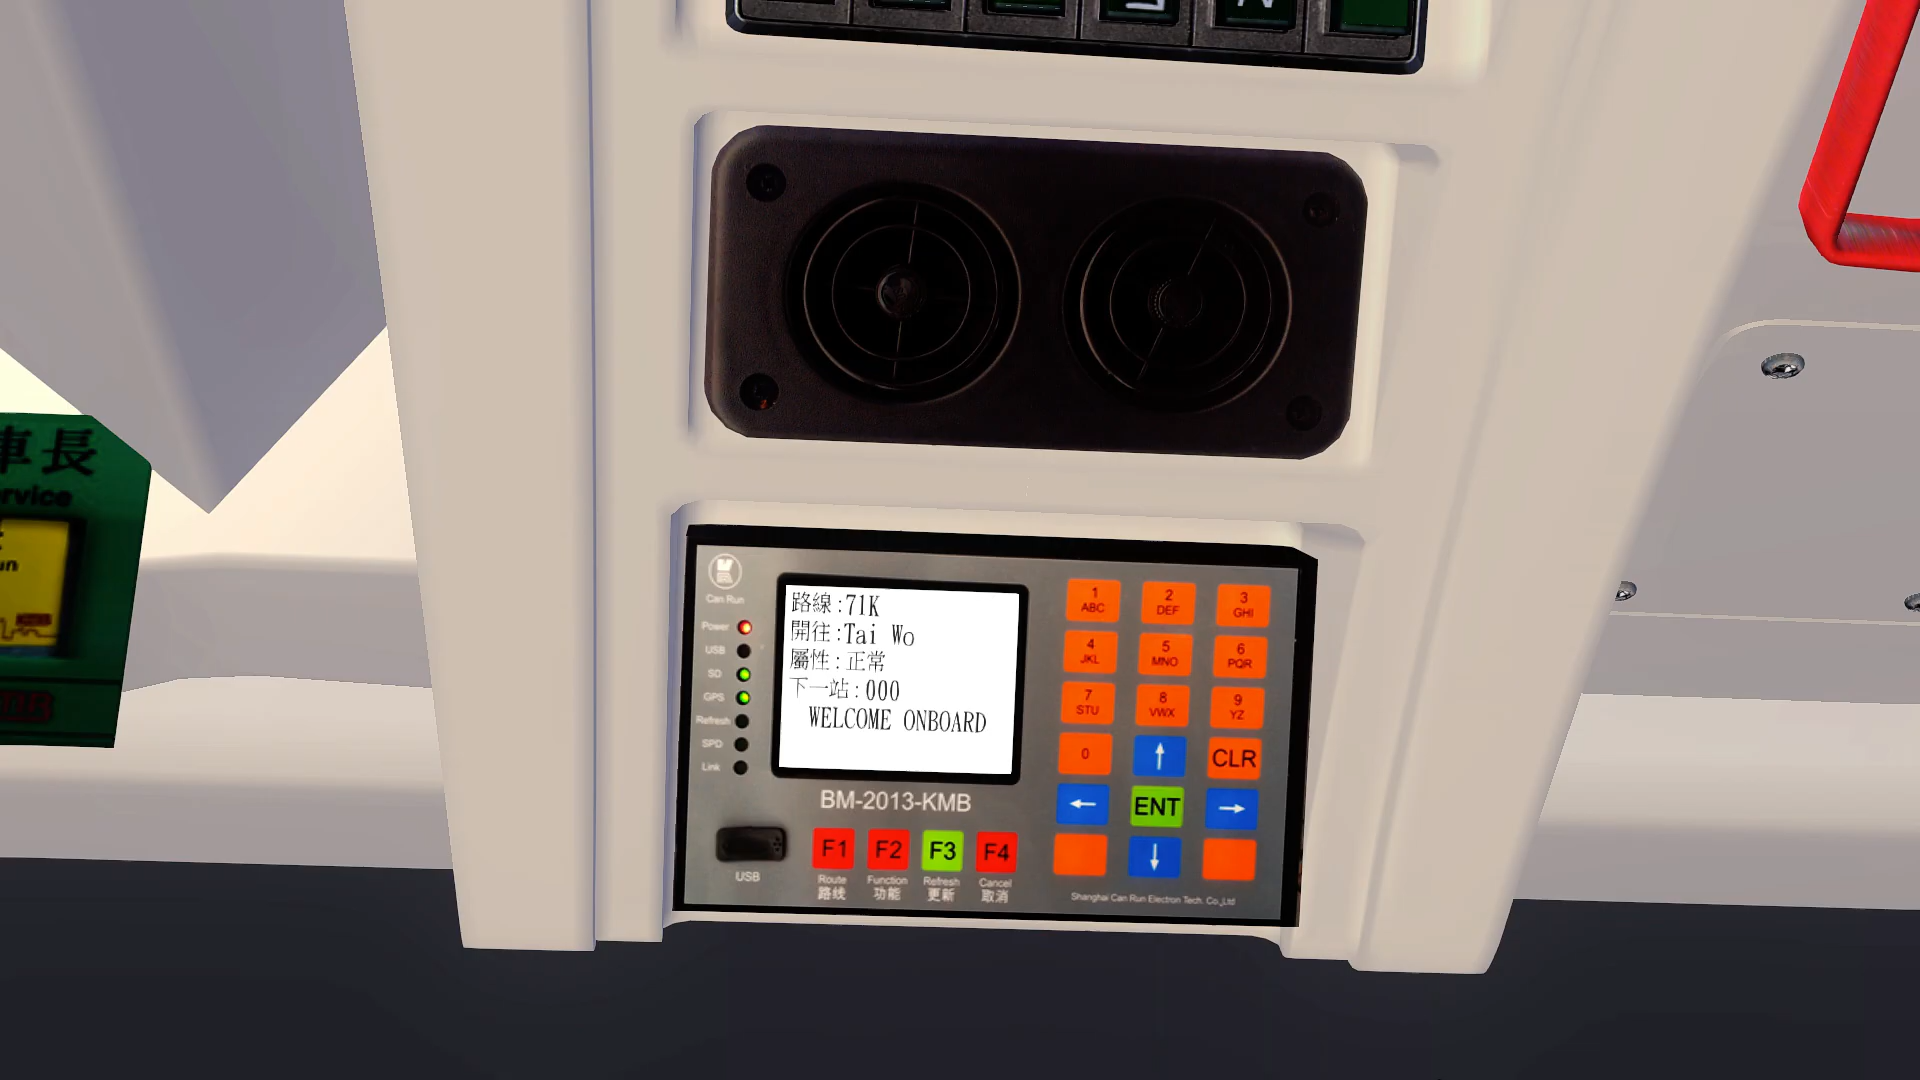 車長
rvice
un
Can Run
Power
USB
SD
GPS
Refresh
SPD
Link
路線:71K
開往:Tai Wo
屬性:正常
下一站:000
WELCOME ONBOARD
BM-2013-KMB
USB
F1
F2
F3
F4
Route
Function
Refresh
Cancel
路线
功能
更新
取消
1
ABC
2
DEF
3
GHI
4
JKL
5
MNO
6
PQR
7
STU
8
VWX
9
YZ
0
↑
CLR
←
ENT
→
↓
Shanghai Can Run Electron Tech. Co.,Ltd